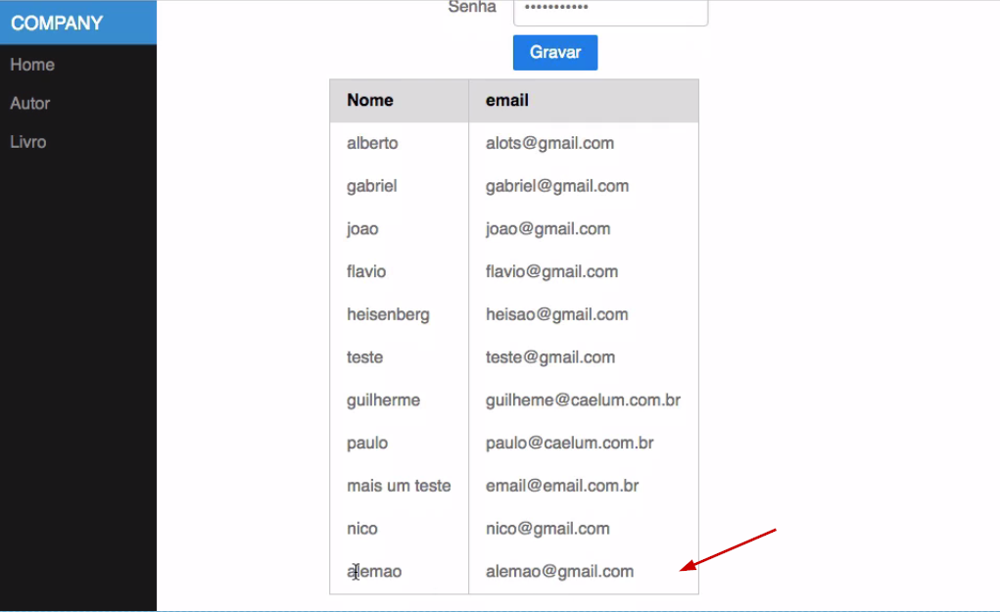 COMPANY
Home
Autor
Livro
Senha
Gravar
Nome email
alberto alots@gmail.com
gabriel gabriel@gmail.com
joao joao@gmail.com
flavio flavio@gmail.com
heisenberg heisao@gmail.com
teste teste@gmail.com
guilherme guilheme@caelum.com.br
paulo paulo@caelum.com.br
mais um teste email@email.com.br
nico nico@gmail.com
alemao alemao@gmail.com